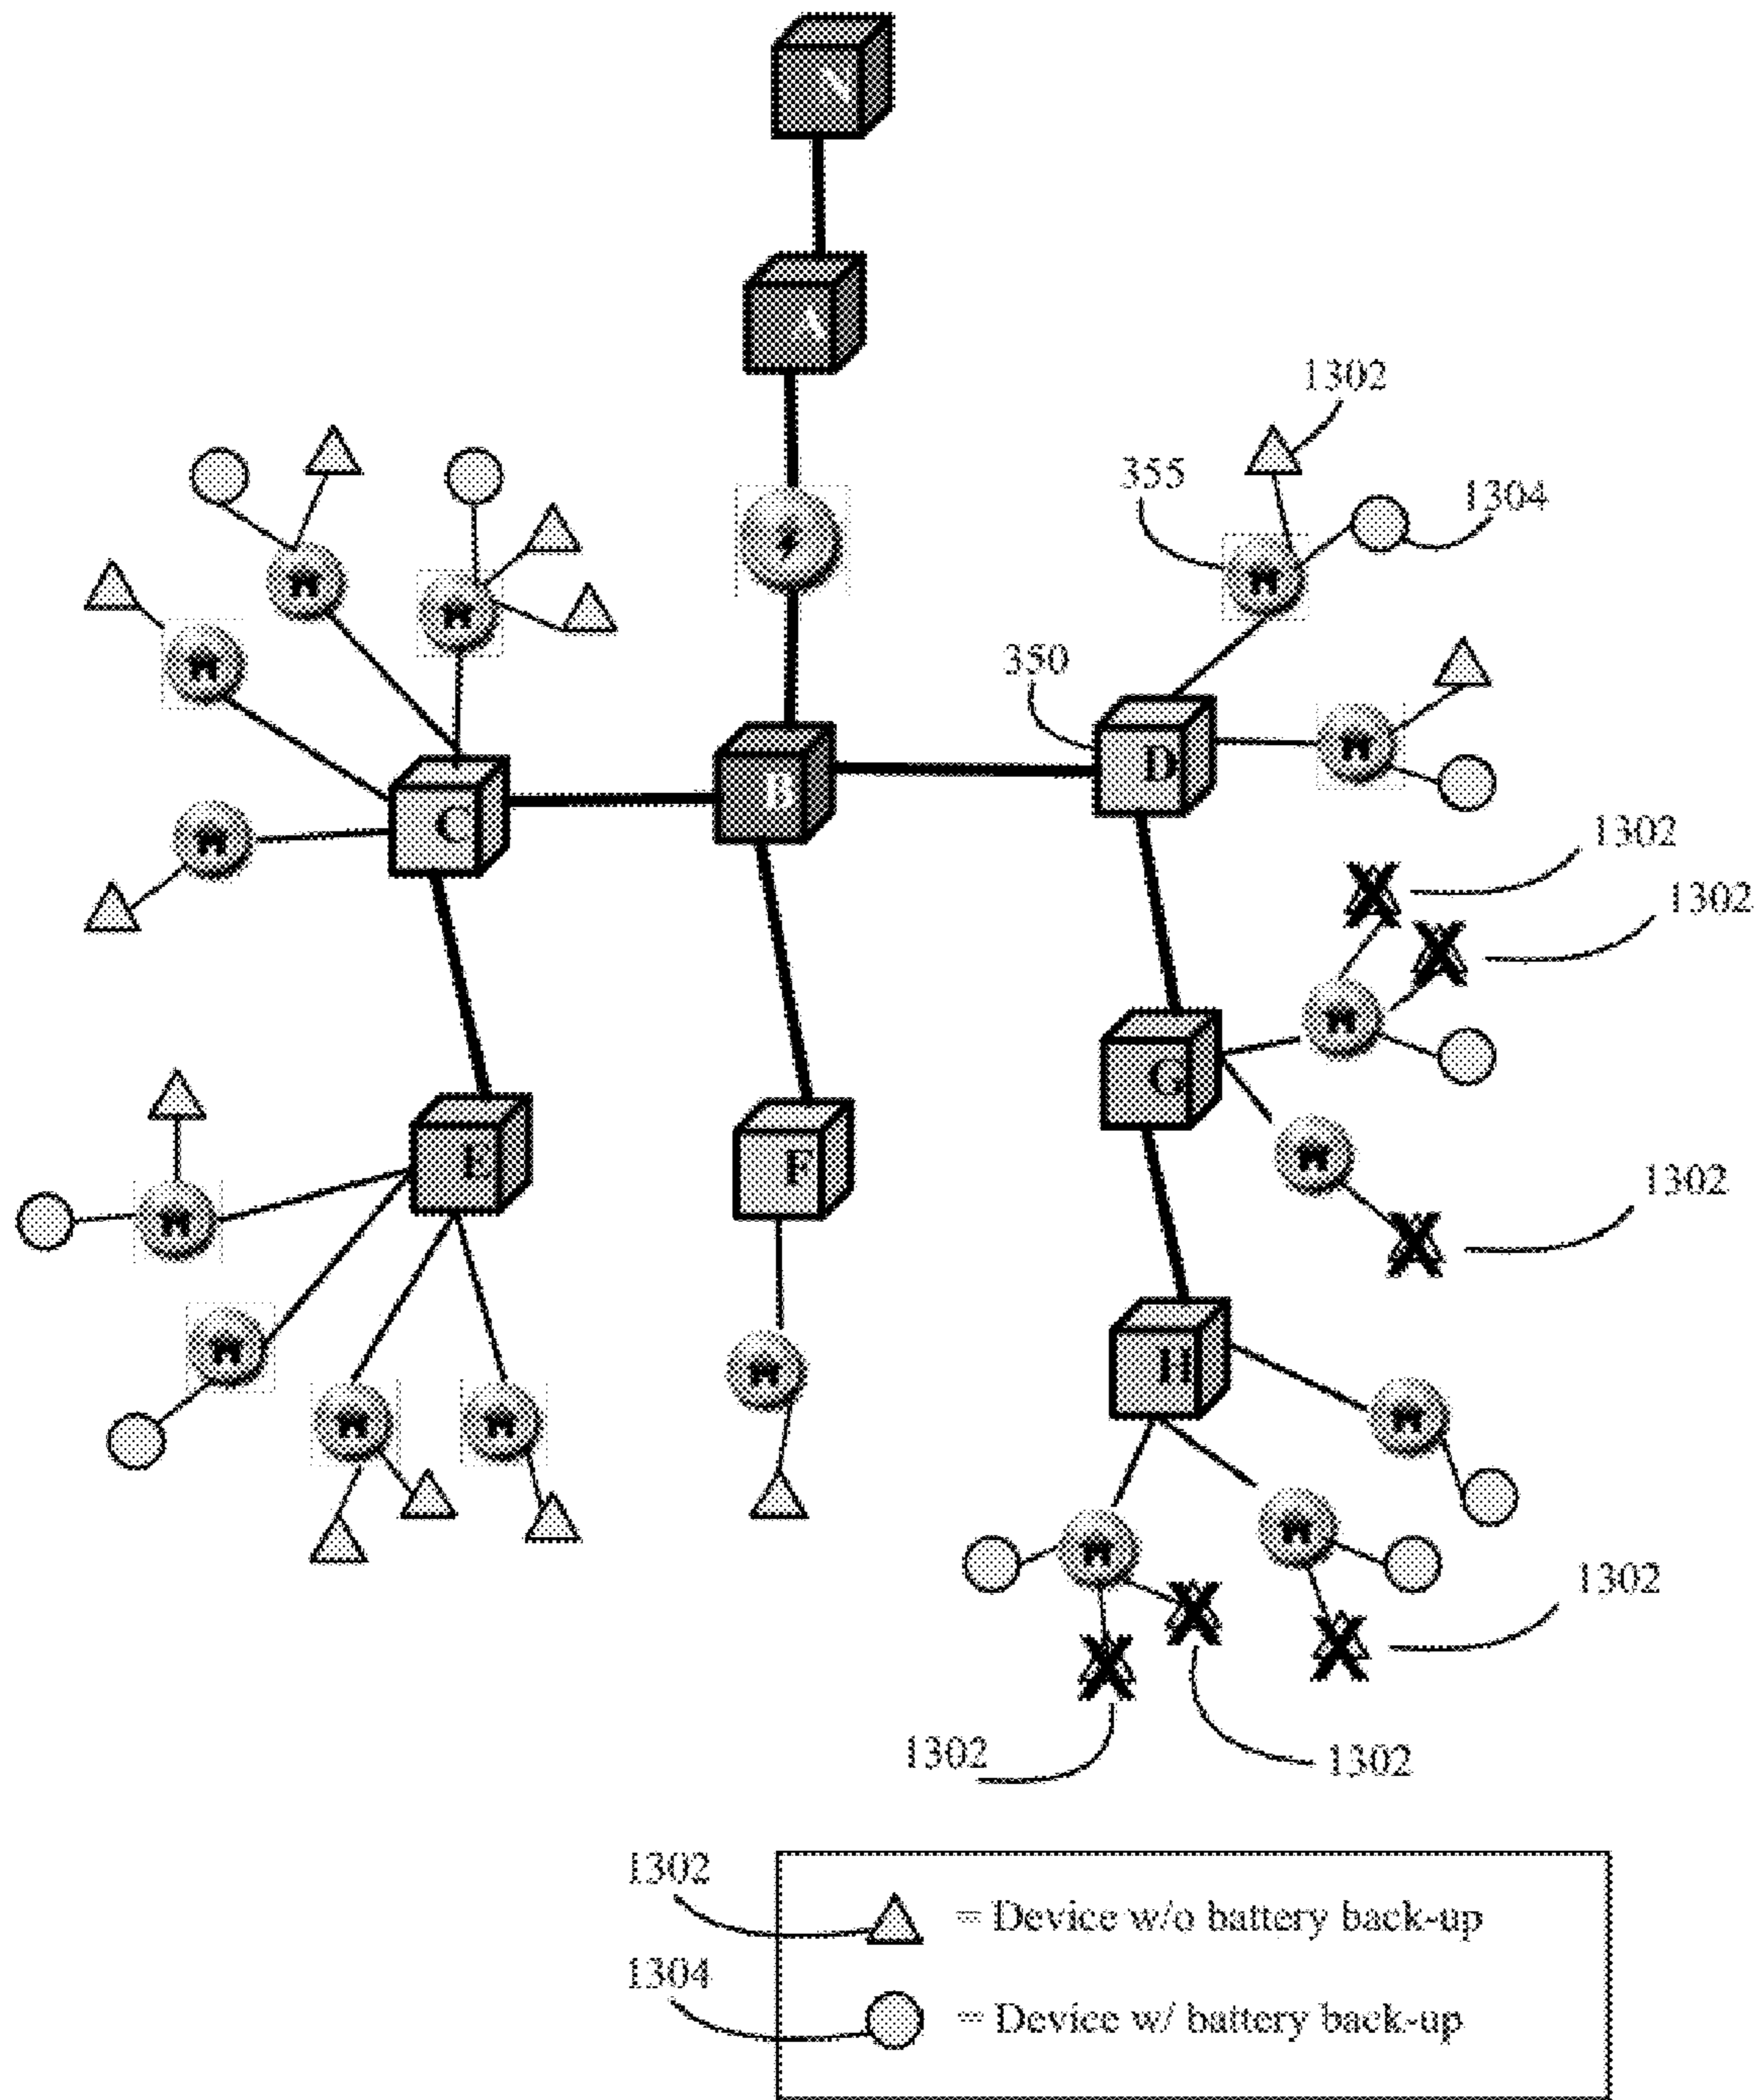 N
A
1302
355
1304
M
M
M
M
350
D
B
C
M
M
M
1302
1302
M
G
M
1302
E
F
M
M
M
H
M
M
M
M
M
1302
1302
1302
1302 = Device w/o battery back-up
1304 = Device w/ battery back-up